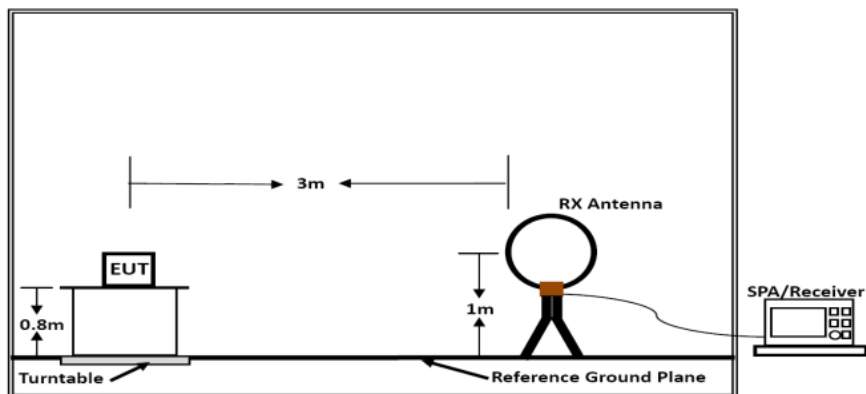 3m
RX Antenna
EUT
SPA/Receiver
0.8m
1m
Turntable
Reference Ground Plane